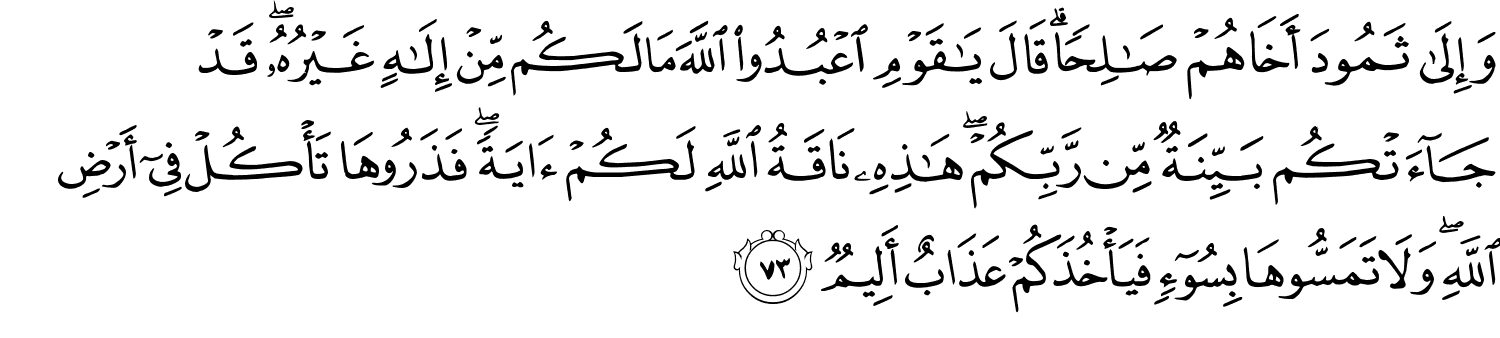 وَإِلَىٰ ثَمُودَ أَخَاهُمۡ صَٰلِحٗاۚ قَالَ يَٰقَوۡمِ ٱعۡبُدُواْ ٱللَّهَ مَا لَكُم مِّنۡ إِلَٰهٍ غَيۡرُهُۥۖ قَدۡ
جَآءَتۡكُم بَيِّنَةٞ مِّن رَّبِّكُمۡۖ هَٰذِهِۦ نَاقَةُ ٱللَّهِ لَكُمۡ ءَايَةٗۖ فَذَرُوهَا تَأۡكُلۡ فِيٓ أَرۡضِ
ٱللَّهِۖ وَلَا تَمَسُّوهَا بِسُوٓءٖ فَيَأۡخُذَكُمۡ عَذَابٌ أَلِيمٞ ٧٣